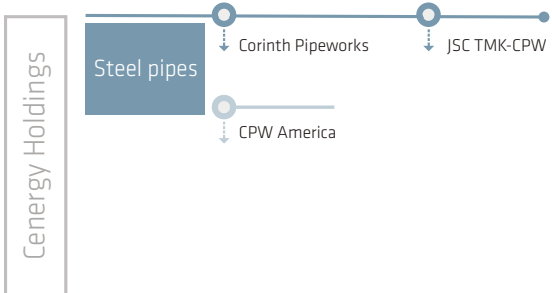 Cenergy Holdings
Steel pipes
Corinth Pipeworks
JSC TMK-CPW
CPW America